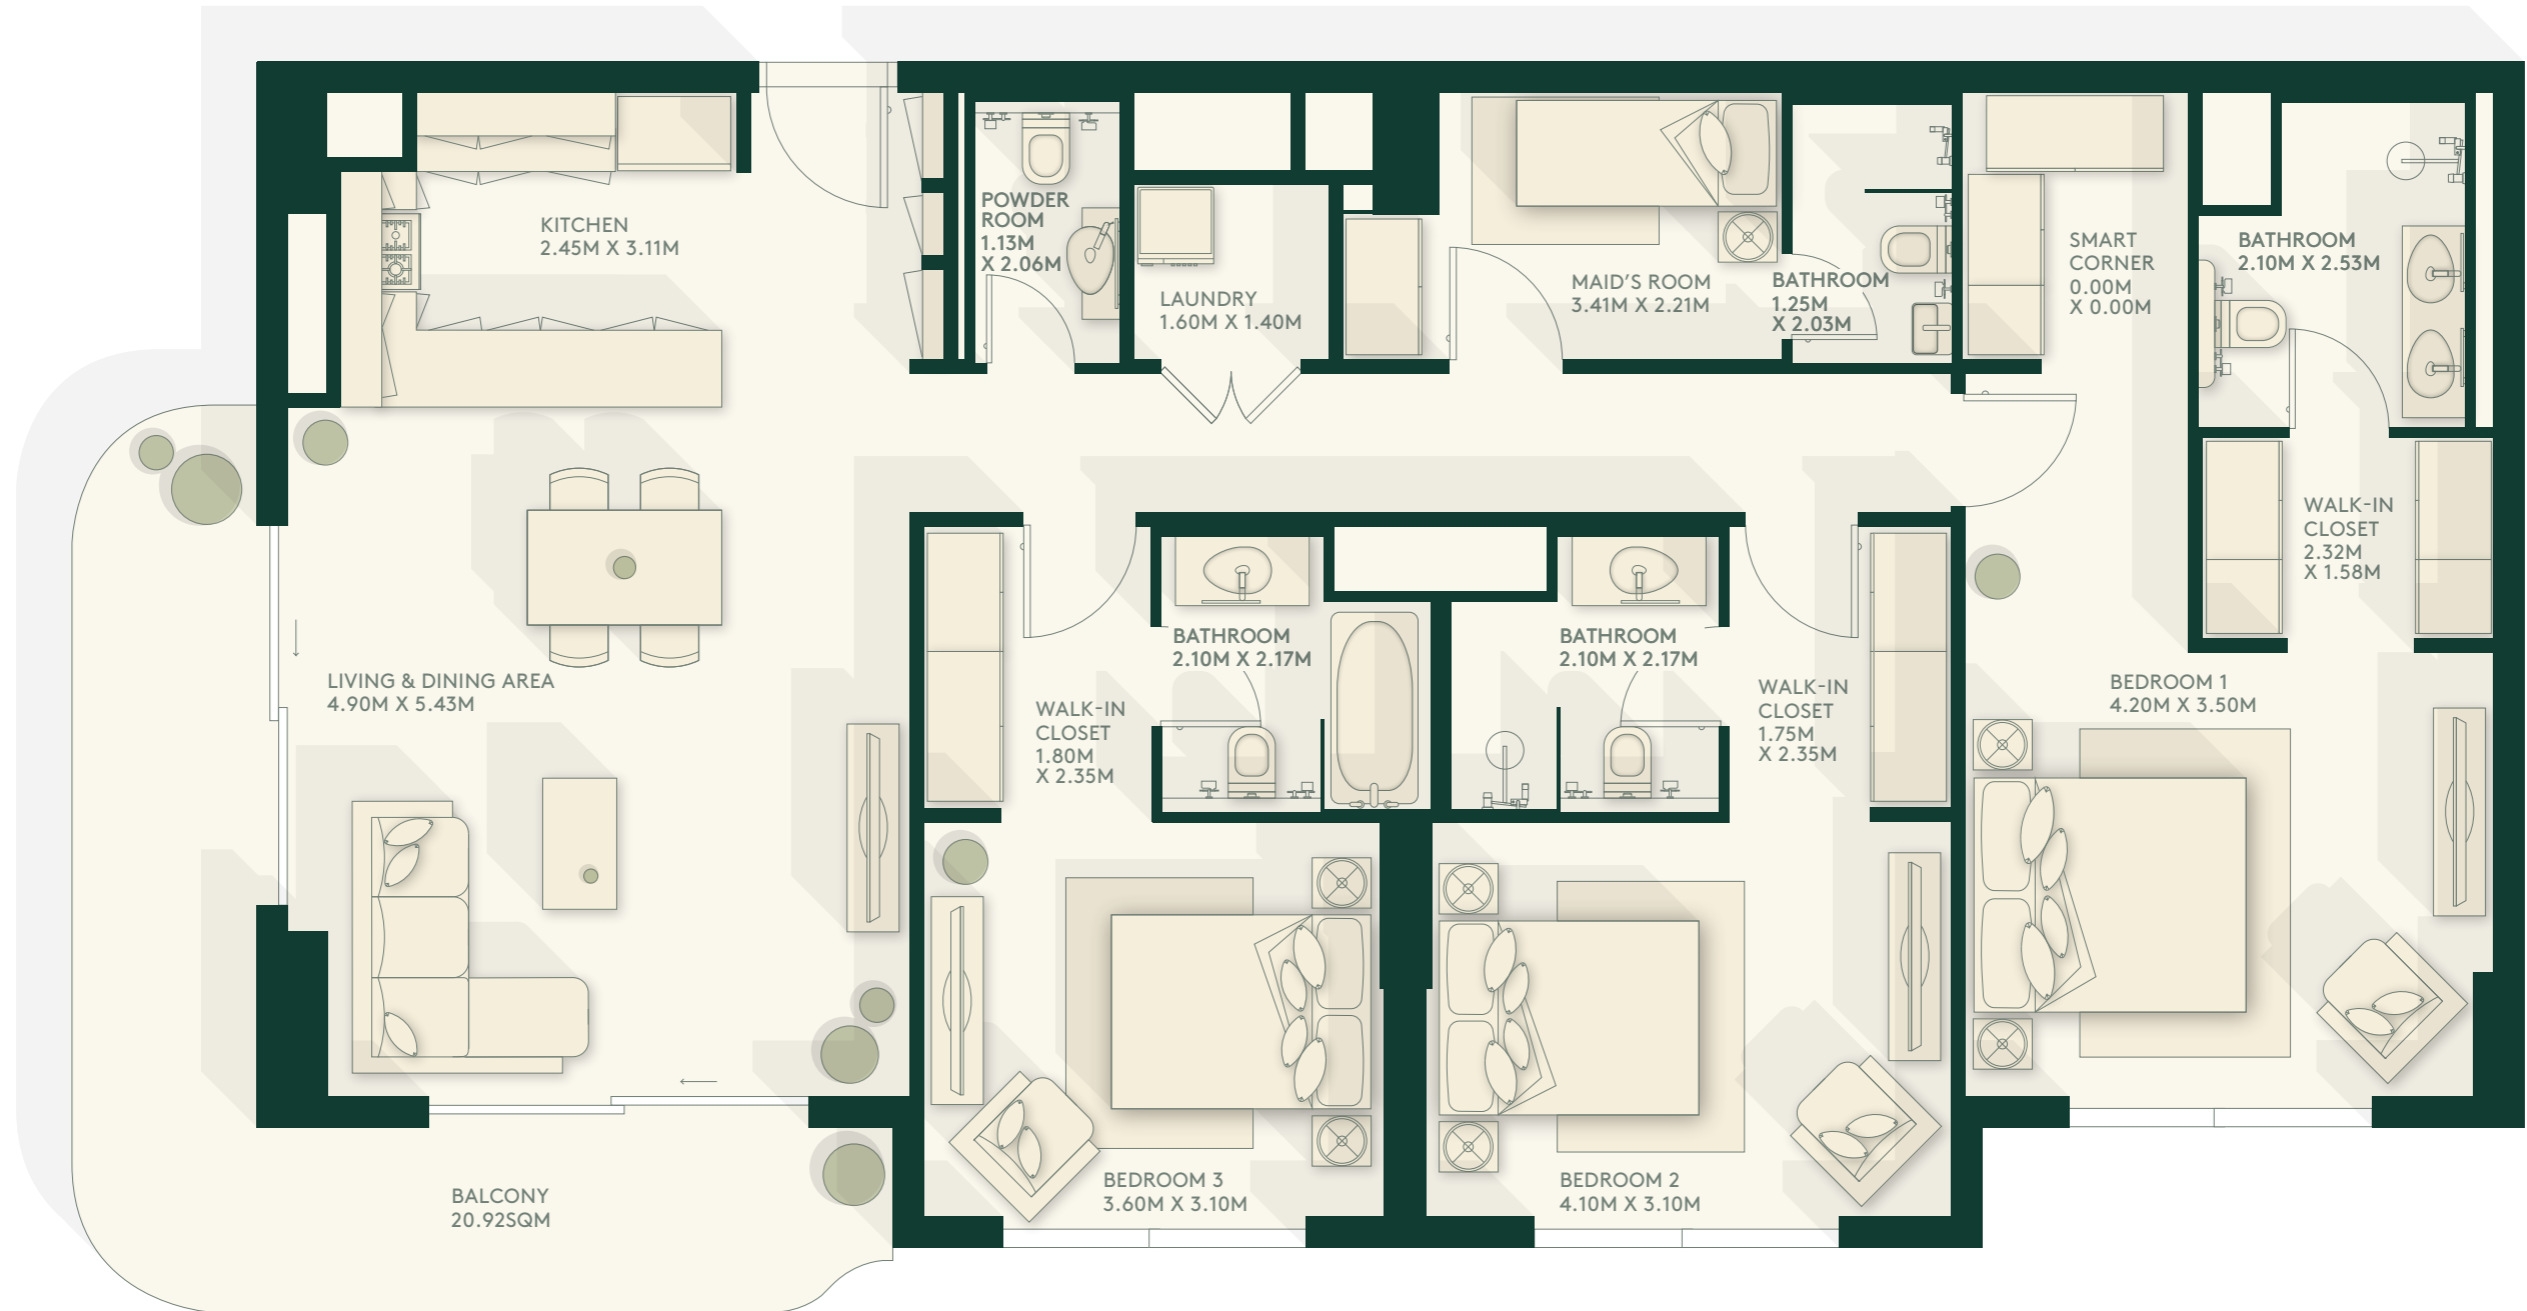 KITCHEN
2.45M X 3.11M
POWDER
ROOM
1.13M
X 2.06M
LAUNDRY
1.60M X 1.40M
MAID'S ROOM
3.41M X 2.21M
BATHROOM
1.25M
X 2.03M
SMART
CORNER
0.00M
X 0.00M
BATHROOM
2.10M X 2.53M
WALK-IN
CLOSET
2.32M
X 1.58M
LIVING & DINING AREA
4.90M X 5.43M
WALK-IN
CLOSET
1.80M
X 2.35M
BATHROOM
2.10M X 2.17M
BATHROOM
2.10M X 2.17M
WALK-IN
CLOSET
1.75M
X 2.35M
BEDROOM 1
4.20M X 3.50M
BALCONY
20.92SQM
BEDROOM 3
3.60M X 3.10M
BEDROOM 2
4.10M X 3.10M